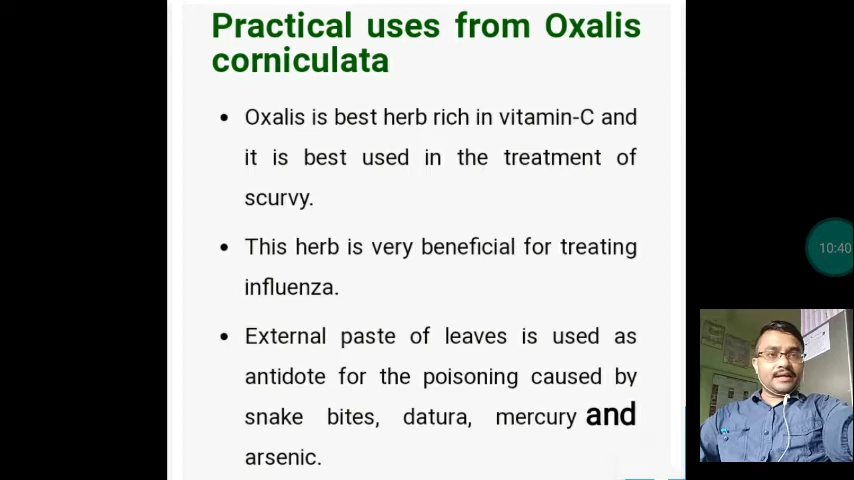 Practical uses from Oxalis
corniculata
• Oxalis is best herb rich in vitamin-C and
it is best used in the treatment of
scurvy.
• This herb is very beneficial for treating
influenza.
• External paste of leaves is used as
antidote for the poisoning caused by
snake bites, datura, mercury and
arsenic.
10:40